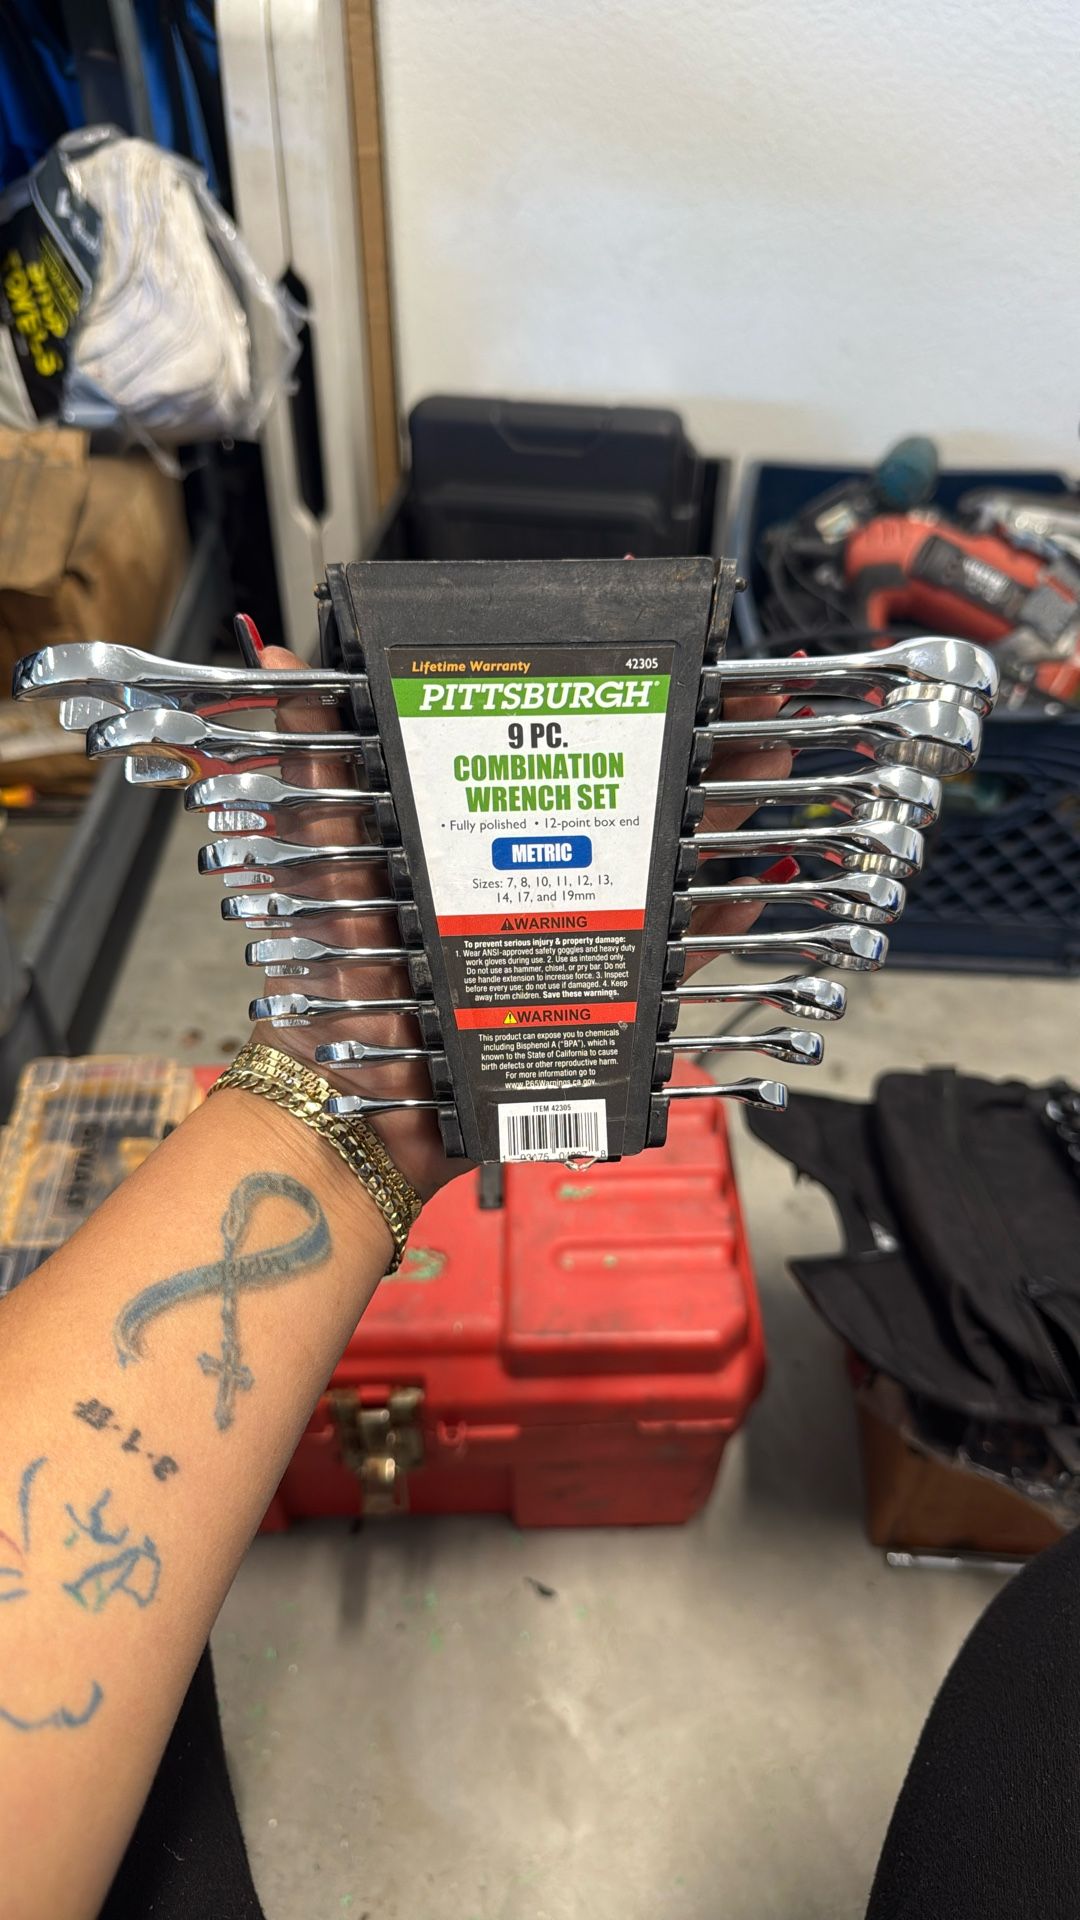 Lifetime Warranty 42305
PITTSBURGH®
9 PC.
COMBINATION
WRENCH SET
• Fully polished • 12-point box end
METRIC
Sizes: 7, 8, 10, 11, 12, 13,
14, 17, and 19mm
⚠WARNING
To prevent serious injury & property damage:
1. Wear ANSI-approved safety goggles and heavy duty
work gloves during use. 2. Use as intended only.
Do not use as hammer, chisel, or pry bar. Do not
use handle extension to increase force. 3. Inspect
before every use; do not use if damaged. 4. Keep
away from children. Save these warnings.
⚠WARNING
This product can expose you to chemicals
including Bisphenol A ("BPA"), which is
known to the State of California to cause
birth defects or other reproductive harm.
For more information go to
www.P65Warnings.ca.gov
ITEM 42305
TOWELS
DEWALT